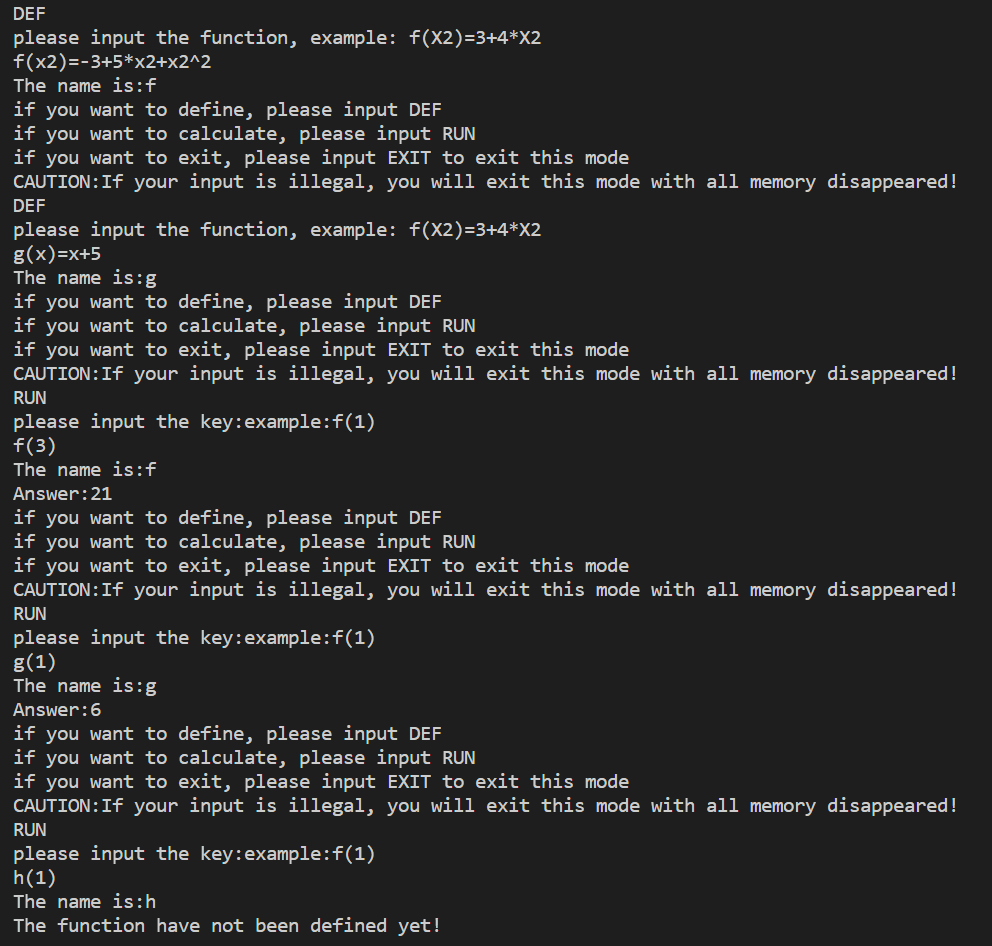 DEF
please input the function, example: f(X2)=3+4*X2
f(x2)=-3+5*x2+x2^2
The name is:f
if you want to define, please input DEF
if you want to calculate, please input RUN
if you want to exit, please input EXIT to exit this mode
CAUTION:If your input is illegal, you will exit this mode with all memory disappeared!
DEF
please input the function, example: f(X2)=3+4*X2
g(x)=x+5
The name is:g
if you want to define, please input DEF
if you want to calculate, please input RUN
if you want to exit, please input EXIT to exit this mode
CAUTION:If your input is illegal, you will exit this mode with all memory disappeared!
RUN
please input the key:example:f(1)
f(3)
The name is:f
Answer:21
if you want to define, please input DEF
if you want to calculate, please input RUN
if you want to exit, please input EXIT to exit this mode
CAUTION:If your input is illegal, you will exit this mode with all memory disappeared!
RUN
please input the key:example:f(1)
g(1)
The name is:g
Answer:6
if you want to define, please input DEF
if you want to calculate, please input RUN
if you want to exit, please input EXIT to exit this mode
CAUTION:If your input is illegal, you will exit this mode with all memory disappeared!
RUN
please input the key:example:f(1)
h(1)
The name is:h
The function have not been defined yet!